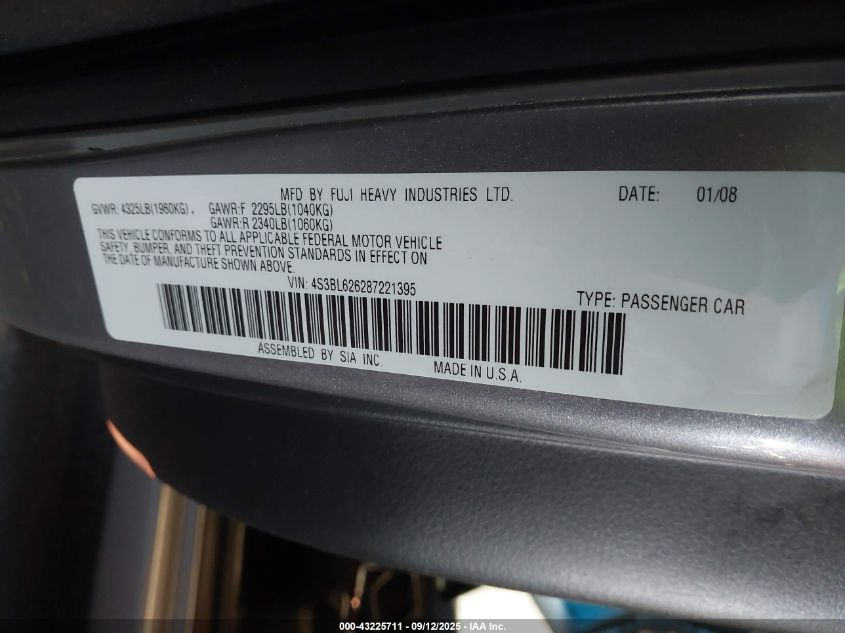 MFD BY FUJI HEAVY INDUSTRIES LTD. DATE: 01/08
GVWR: 4325LB(1960KG), GAWR:F 2295LB(1040KG)
GAWR:R 2340LB(1060KG)
THIS VEHICLE CONFORMS TO ALL APPLICABLE FEDERAL MOTOR VEHICLE
SAFETY, BUMPER, AND THEFT PREVENTION STANDARDS IN EFFECT ON
THE DATE OF MANUFACTURE SHOWN ABOVE.
VIN: 4S3BL626287221395 TYPE: PASSENGER CAR
ASSEMBLED BY SIA INC. MADE IN U.S.A.
000-43225711 - 09/12/2025 - IAA Inc.